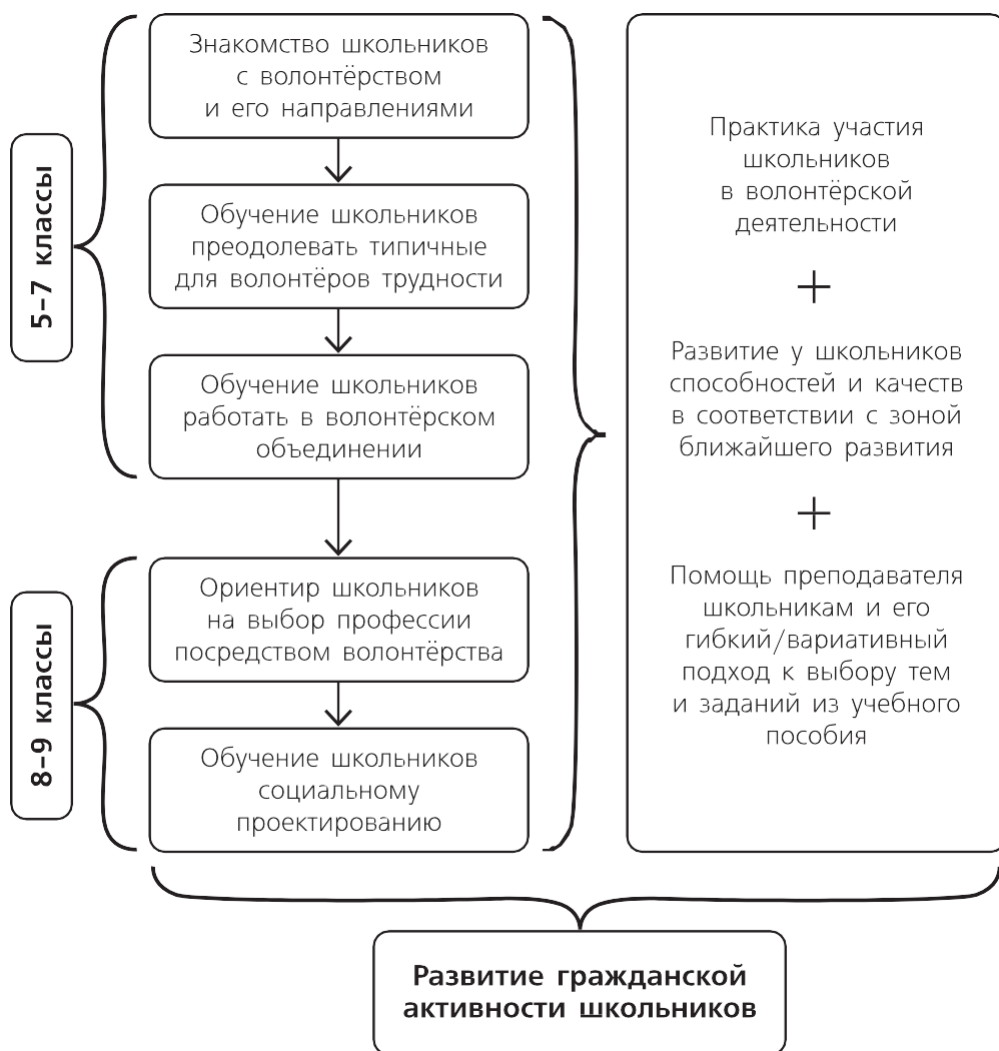 5–7 классы
Знакомство школьников
с волонтёрством
и его направлениями
Обучение школьников
преодолевать типичные
для волонтёров трудности
Обучение школьников
работать в волонтёрском
объединении
8–9 классы
Ориентир школьников
на выбор профессии
посредством волонтёрства
Обучение школьников
социальному
проектированию
Практика участия
школьников
в волонтёрской
деятельности
+
Развитие у школьников
способностей и качеств
в соответствии с зоной
ближайшего развития
+
Помощь преподавателя
школьникам и его
гибкий/вариативный
подход к выбору тем
и заданий из учебного
пособия
Развитие гражданской
активности школьников